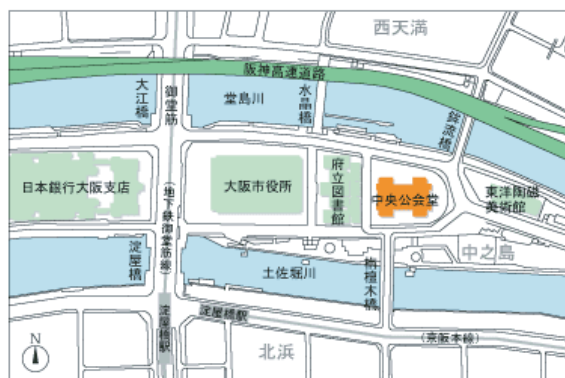 西天満
阪神高速道路
大江橋
御堂筋
堂島川
水晶橋
鉾流橋
日本銀行大阪支店
大阪市役所
府立図書館
中央公会堂
東洋陶磁
美術館
(地下鉄御堂筋線)
淀屋橋
土佐堀川
栴檀木橋
中之島
淀屋橋駅
淀屋橋駅
(京阪本線)
北浜
N